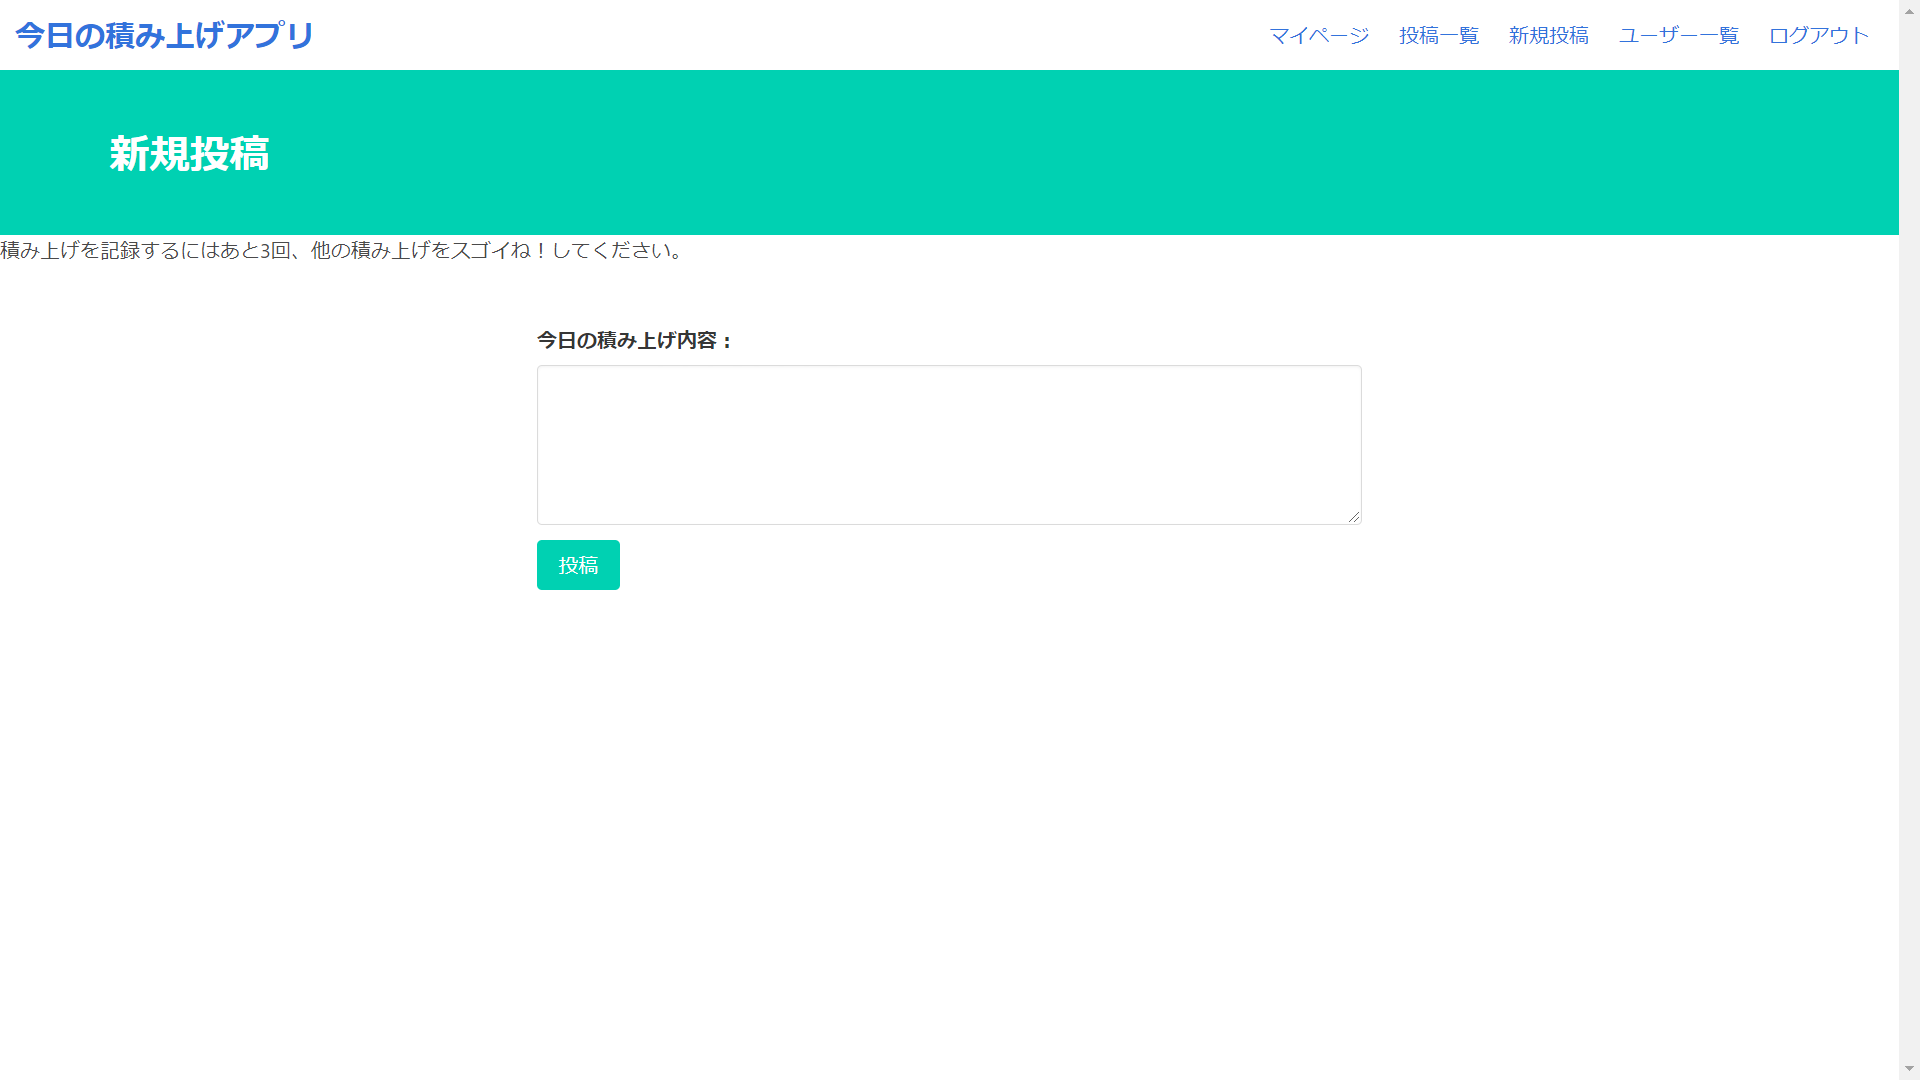 今日の積み上げアプリ
マイページ 投稿一覧 新規投稿 ユーザー一覧 ログアウト
新規投稿
積み上げを記録するにはあと3回、他の積み上げをスゴイね！してください。
今日の積み上げ内容：
投稿